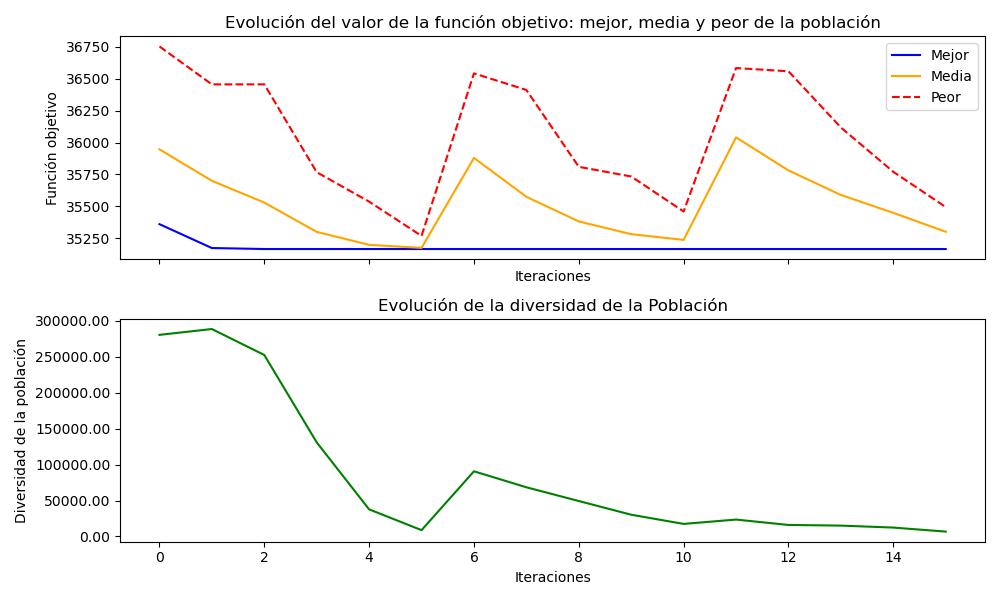 Evolución del valor de la función objetivo: mejor, media y peor de la población
Función objetivo
36750
36500
36250
36000
35750
35500
35250
Mejor
Media
Peor
Iteraciones
Evolución de la diversidad de la Población
Diversidad de la población
300000.00
250000.00
200000.00
150000.00
100000.00
50000.00
0.00
0 2 4 6 8 10 12 14
Iteraciones